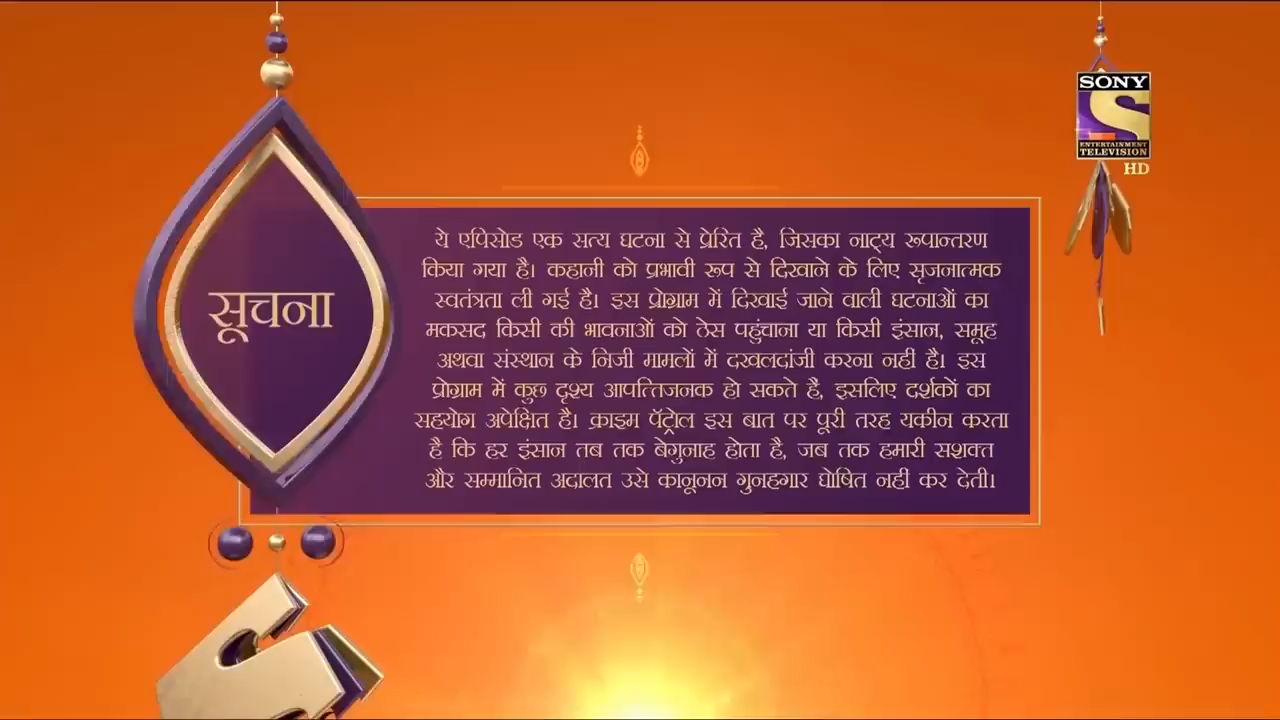 SONY
ENTERTAINMENT
TELEVISION
HD
सूचना
ये एपिसोड एक सत्य घटना से प्रेरित है, जिसका नाट्य रूपान्तरण
किया गया है। कहानी को प्रभावी रूप से दिखाने के लिए सृजनात्मक
स्वतंत्रता ली गई है। इस प्रोग्राम में दिखाई जाने वाली घटनाओं का
मकसद किसी की भावनाओं को ठेस पहुंचाना या किसी इंसान, समूह
अथवा संस्थान के निजी मामलों में दखलदांजी करना नहीं है। इस
प्रोग्राम में कुछ दृश्य आपत्तिजनक हो सकते हैं, इसलिए दर्शकों का
सहयोग अपेक्षित है। क्राइम पॅट्रोल इस बात पर पूरी तरह यकीन करता
है कि हर इंसान तब तक बेगुनाह होता है, जब तक हमारी सशक्त
और सम्मानित अदालत उसे कानूनन गुनहगार घोषित नहीं कर देती।